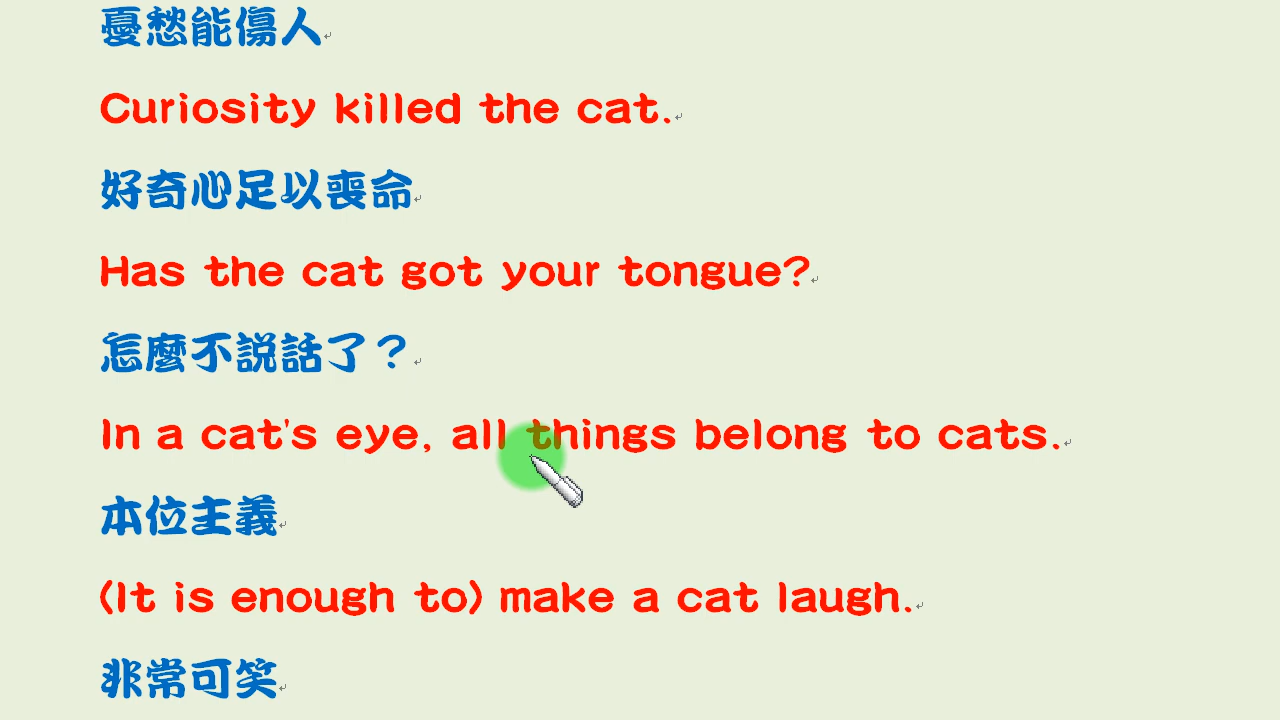 憂愁能傷人
Curiosity killed the cat.
好奇心足以喪命
Has the cat got your tongue?
怎麼不說話了？
In a cat's eye, all things belong to cats.
本位主義
(It is enough to) make a cat laugh.
非常可笑